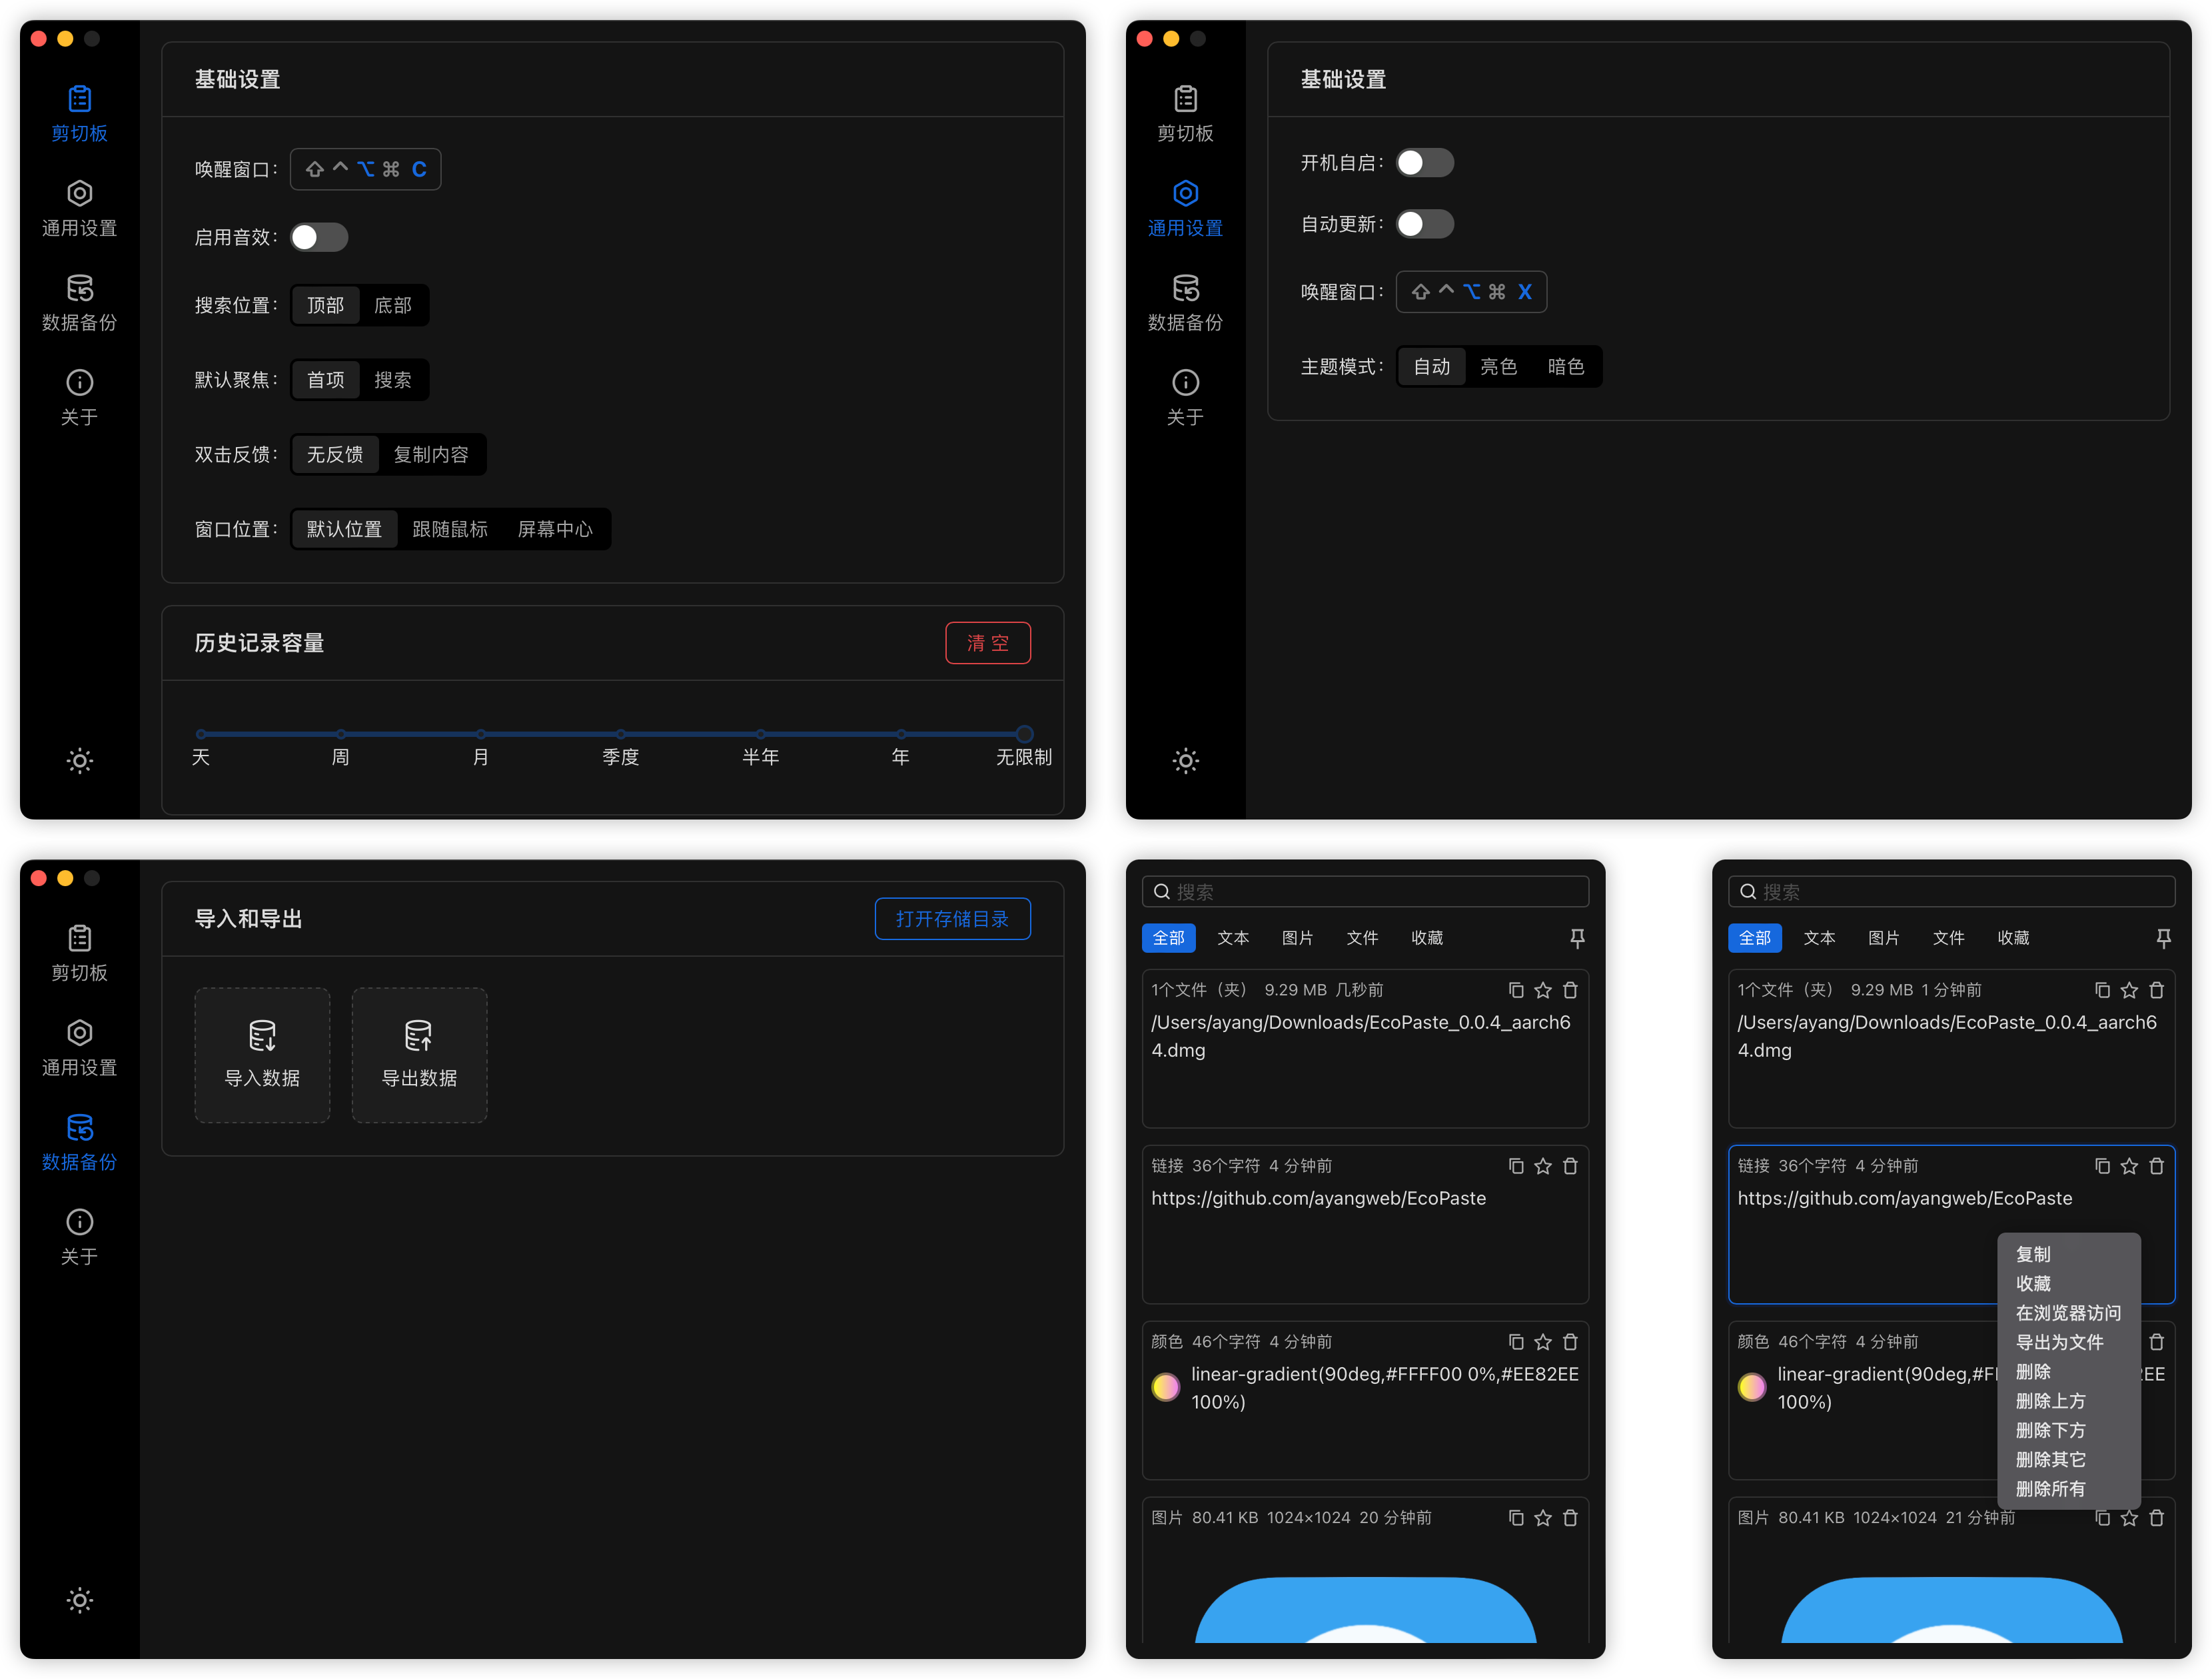 剪切板
通用设置
数据备份
关于
基础设置
唤醒窗口: ⇧ ⌃ ⌥ ⌘ C
启用音效:
搜索位置: 顶部 底部
默认聚焦: 首项 搜索
双击反馈: 无反馈 复制内容
窗口位置: 默认位置 跟随鼠标 屏幕中心
历史记录容量 清 空
天 周 月 季度 半年 年 无限制
剪切板
通用设置
数据备份
关于
基础设置
开机自启:
自动更新:
唤醒窗口: ⇧ ⌃ ⌥ ⌘ X
主题模式: 自动 亮色 暗色
剪切板
通用设置
数据备份
关于
导入和导出 打开存储目录
导入数据 导出数据
搜索
全部 文本 图片 文件 收藏
1个文件（夹） 9.29 MB 几秒前
/Users/ayang/Downloads/EcoPaste_0.0.4_aarch6
4.dmg
链接 36个字符 4 分钟前
https://github.com/ayangweb/EcoPaste
颜色 46个字符 4 分钟前
linear-gradient(90deg,#FFFF00 0%,#EE82EE
100%)
图片 80.41 KB 1024×1024 20 分钟前
搜索
全部 文本 图片 文件 收藏
1个文件（夹） 9.29 MB 1 分钟前
/Users/ayang/Downloads/EcoPaste_0.0.4_aarch6
4.dmg
链接 36个字符 4 分钟前
https://github.com/ayangweb/EcoPaste
颜色 46个字符 4 分钟前
linear-gradient(90deg,#F EE
100%)
图片 80.41 KB 1024×1024 21 分钟前
复制
收藏
在浏览器访问
导出为文件
删除
删除上方
删除下方
删除其它
删除所有